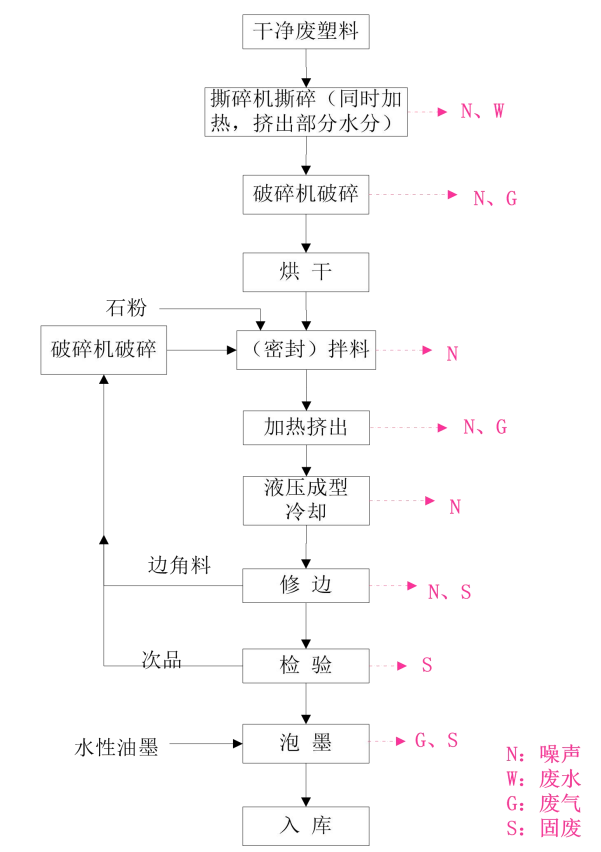 干净废塑料
撕碎机撕碎（同时加
热，挤出部分水分）
N、W
破碎机破碎
N、G
烘 干
石粉
破碎机破碎
（密封）拌料
N
加热挤出
N、G
液压成型
冷却
N
边角料
修 边
N、S
次品
检 验
S
水性油墨
泡 墨
G、S
入 库
N：噪声
W：废水
G：废气
S：固废